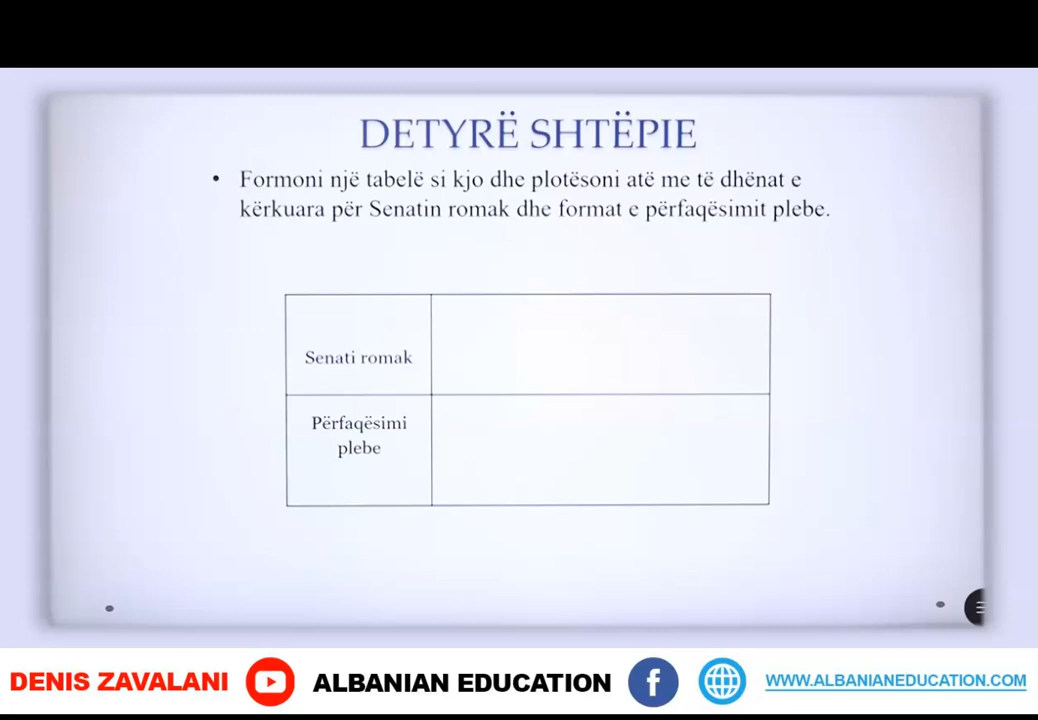 DETYRË SHTËPIE
• Formoni një tabelë si kjo dhe plotësoni atë me të dhënat e
kërkuara për Senatin romak dhe format e përfaqësimit plebe.
Senati romak
Përfaqësimi
plebe
DENIS ZAVALANI ALBANIAN EDUCATION WWW.ALBANIANEDUCATION.COM